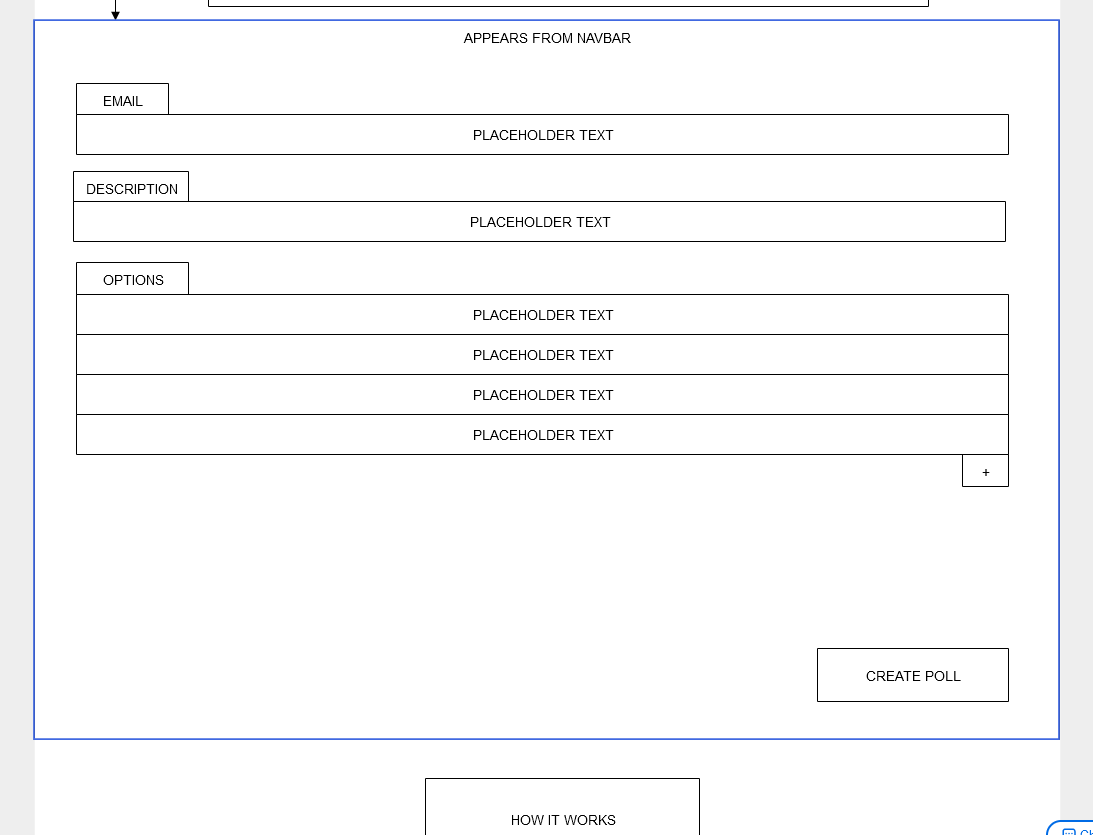 APPEARS FROM NAVBAR
EMAIL
PLACEHOLDER TEXT
DESCRIPTION
PLACEHOLDER TEXT
OPTIONS
PLACEHOLDER TEXT
PLACEHOLDER TEXT
PLACEHOLDER TEXT
PLACEHOLDER TEXT
+
CREATE POLL
HOW IT WORKS